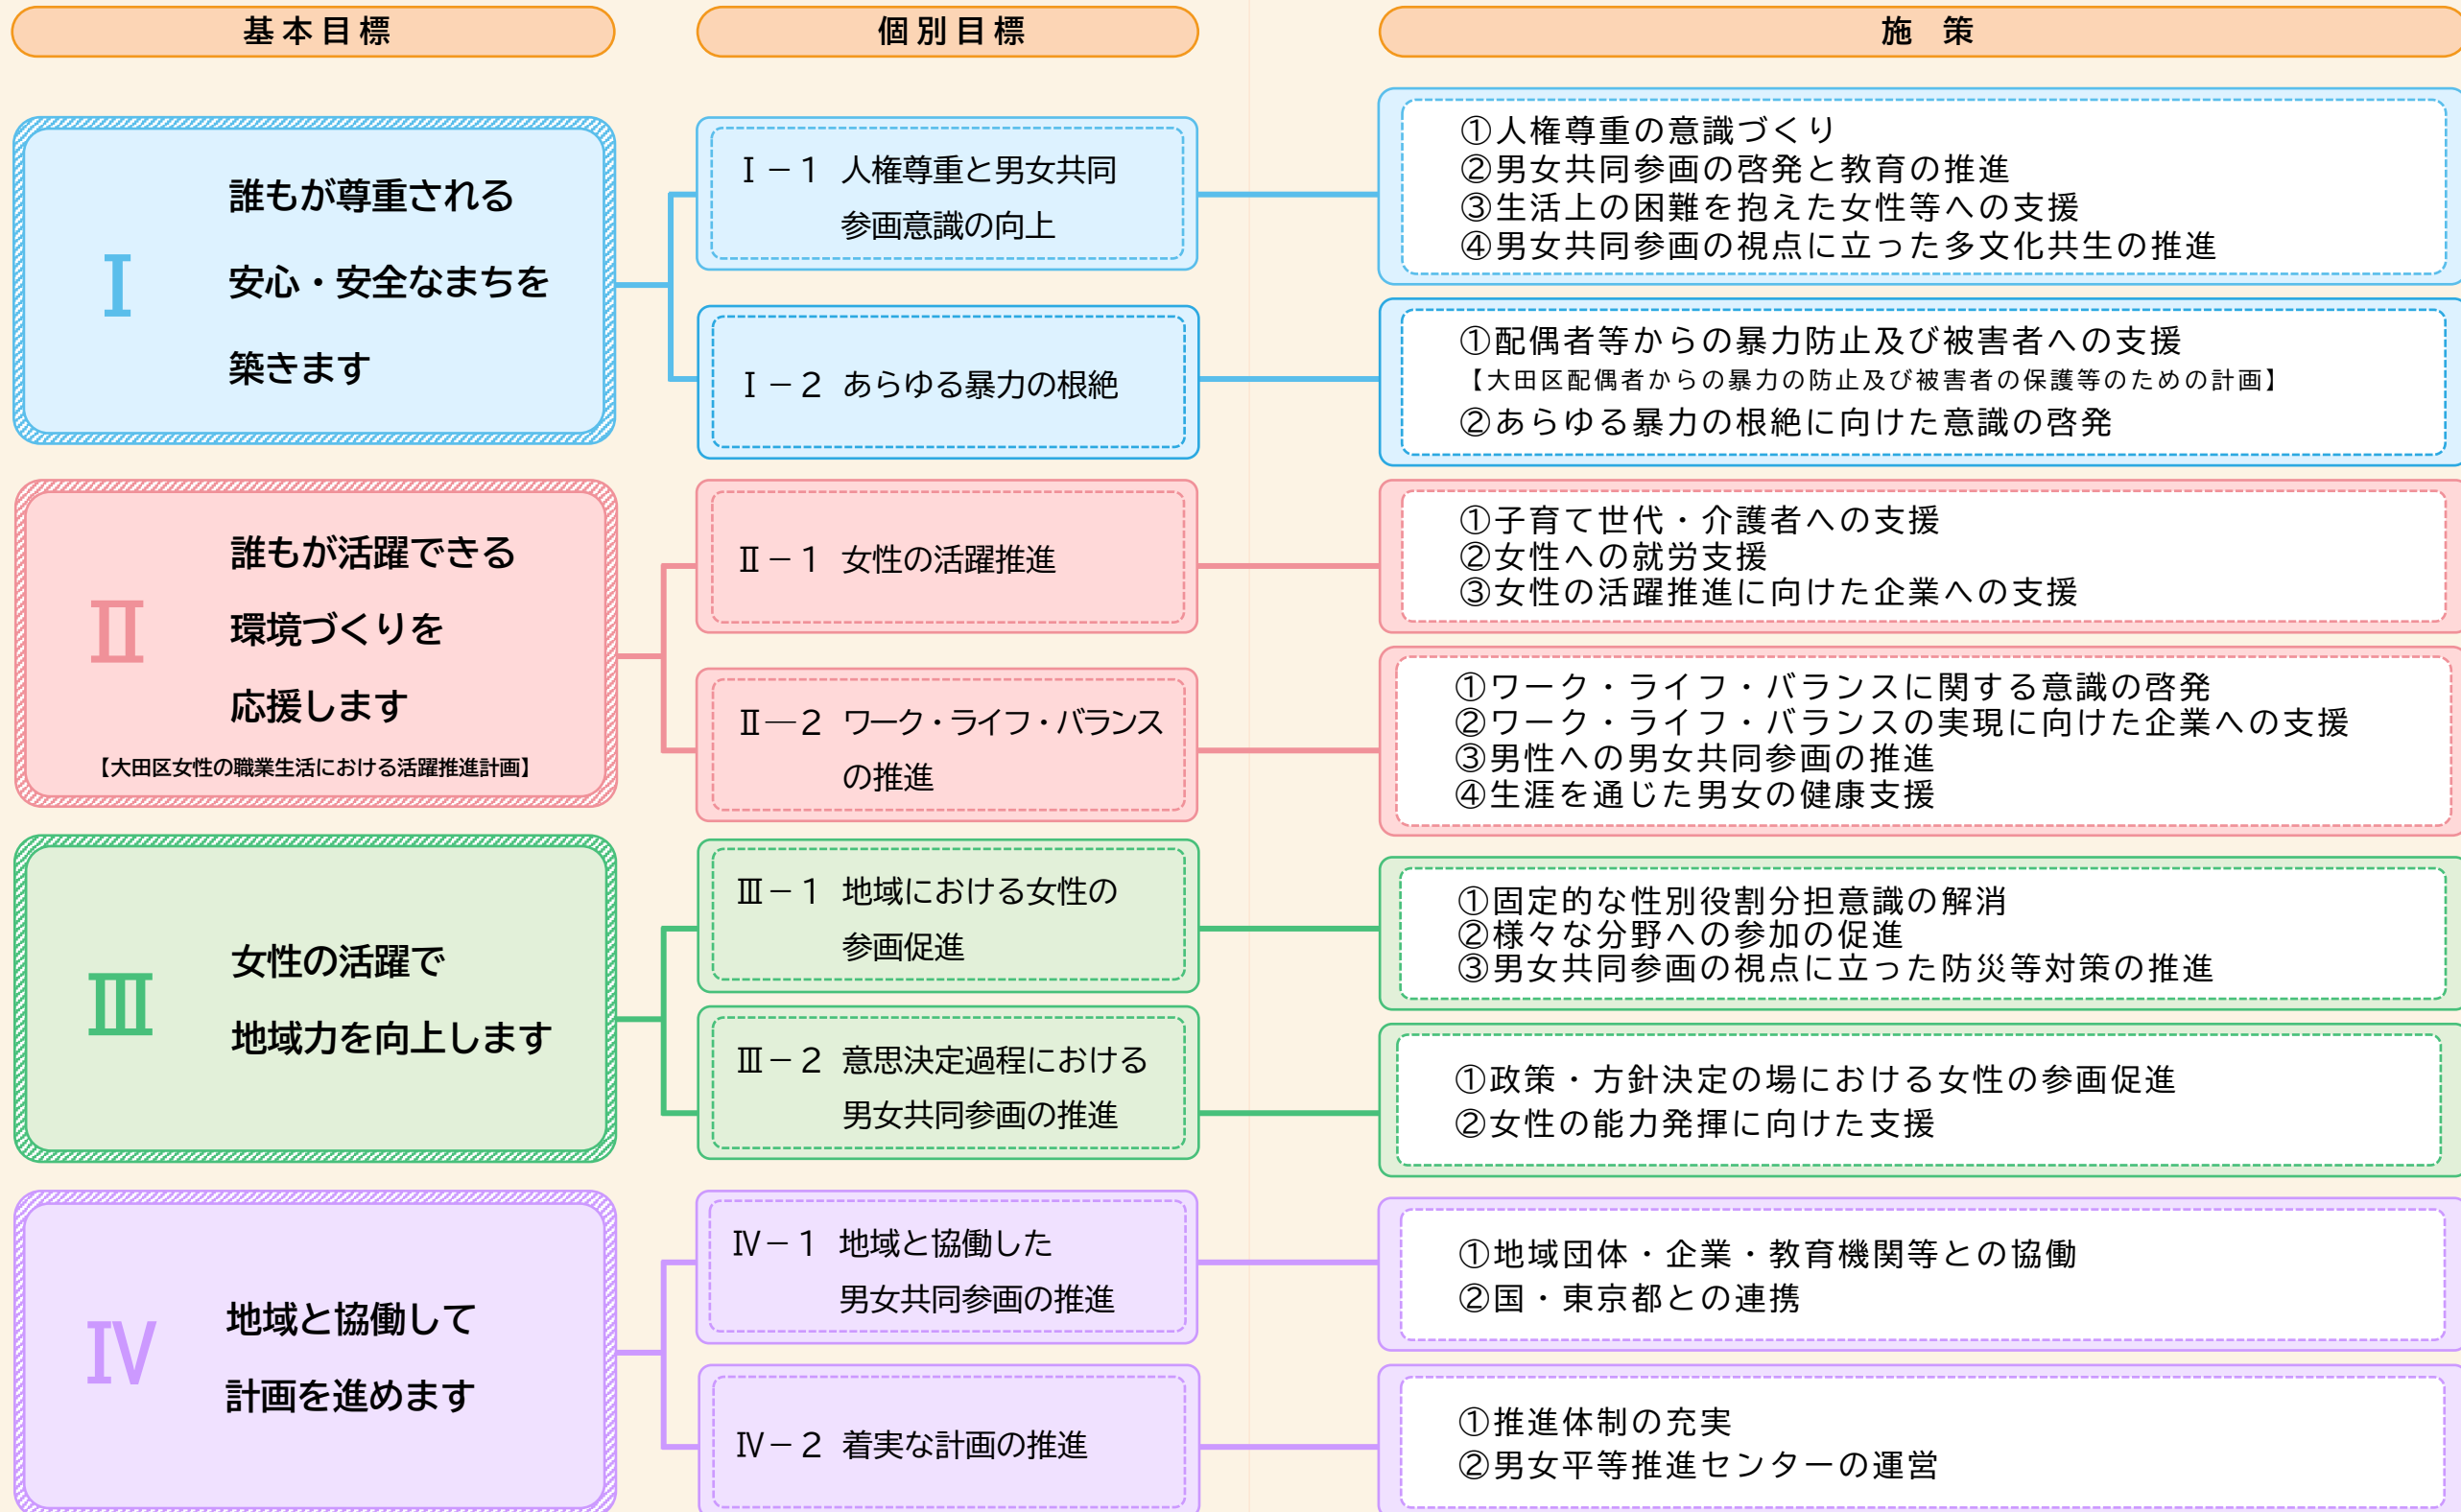 基本目標
個別目標
施 策
Ⅰ
誰もが尊重される
安心・安全なまちを
築きます
Ⅰ－１ 人権尊重と男女共同
参画意識の向上
①人権尊重の意識づくり
②男女共同参画の啓発と教育の推進
③生活上の困難を抱えた女性等への支援
④男女共同参画の視点に立った多文化共生の推進
Ⅰ－２ あらゆる暴力の根絶
①配偶者等からの暴力防止及び被害者への支援
【大田区配偶者からの暴力の防止及び被害者の保護等のための計画】
②あらゆる暴力の根絶に向けた意識の啓発
Ⅱ
誰もが活躍できる
環境づくりを
応援します
【大田区女性の職業生活における活躍推進計画】
Ⅱ－１ 女性の活躍推進
①子育て世代・介護者への支援
②女性への就労支援
③女性の活躍推進に向けた企業への支援
Ⅱ―２ ワーク・ライフ・バランス
の推進
①ワーク・ライフ・バランスに関する意識の啓発
②ワーク・ライフ・バランスの実現に向けた企業への支援
③男性への男女共同参画の推進
④生涯を通じた男女の健康支援
Ⅲ
女性の活躍で
地域力を向上します
Ⅲ－１ 地域における女性の
参画促進
①固定的な性別役割分担意識の解消
②様々な分野への参加の促進
③男女共同参画の視点に立った防災等対策の推進
Ⅲ－２ 意思決定過程における
男女共同参画の推進
①政策・方針決定の場における女性の参画促進
②女性の能力発揮に向けた支援
Ⅳ
地域と協働して
計画を進めます
Ⅳ－１ 地域と協働した
男女共同参画の推進
①地域団体・企業・教育機関等との協働
②国・東京都との連携
Ⅳ－２ 着実な計画の推進
①推進体制の充実
②男女平等推進センターの運営